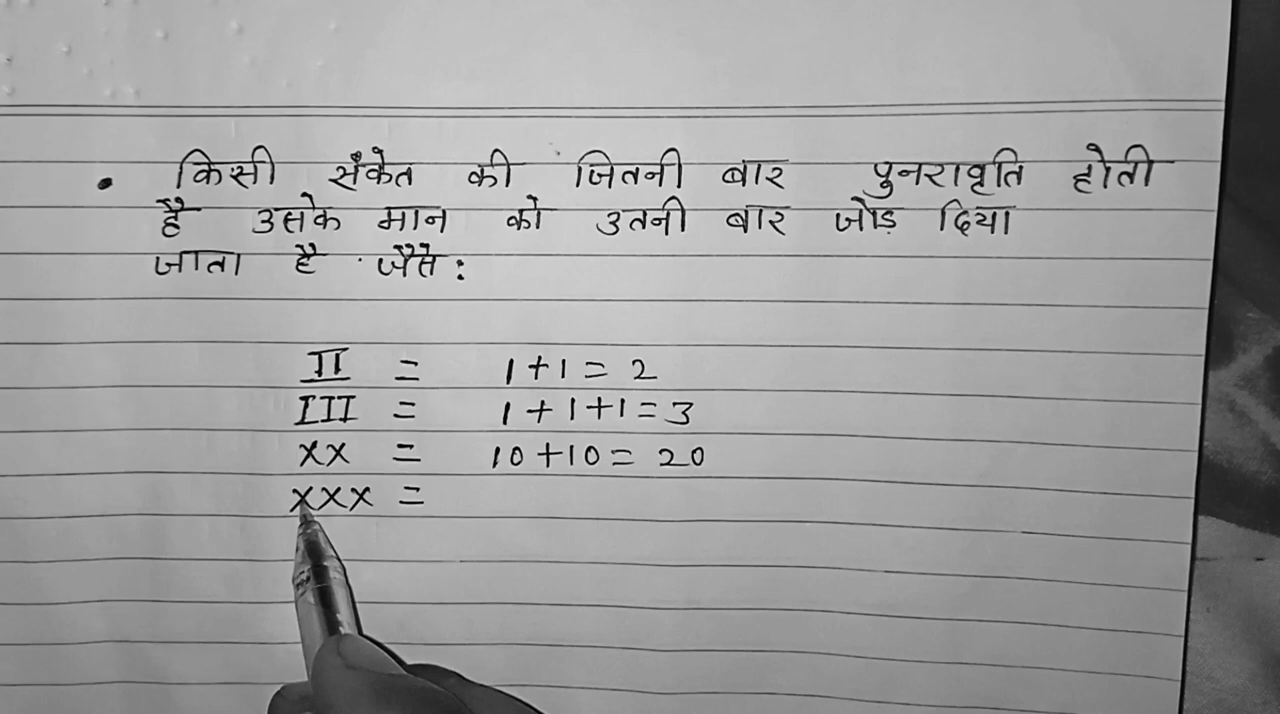 • किसी संकेत की जितनी बार पुनरावृति होती
है उसके मान को उतनी बार जोड़ दिया
जाता है जैसे :
II = 1+1 = 2
III = 1+1+1 = 3
XX = 10+10 = 20
XXX =